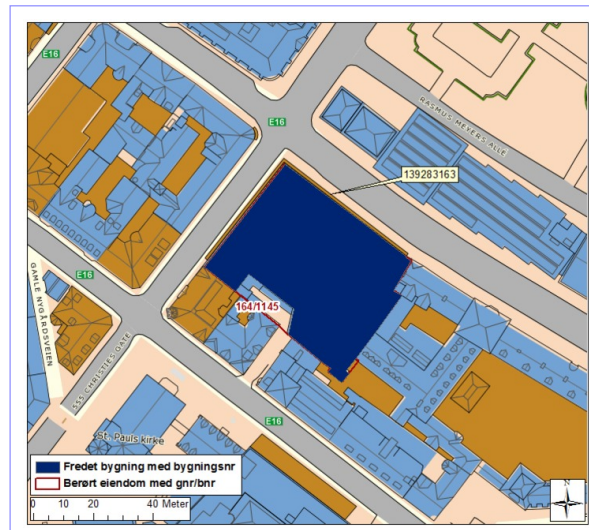 E16
E16
RASMUS MEYERS ALLE
139283163
E16
GAMLE NYGÅRDSVEIEN
164/1145
SSS CHRISTIES GATE
E16
St. Pauls kirke
Fredet bygning med bygningsnr
Berørt eiendom med gnr/bnr
0 10 20 40 Meter
N